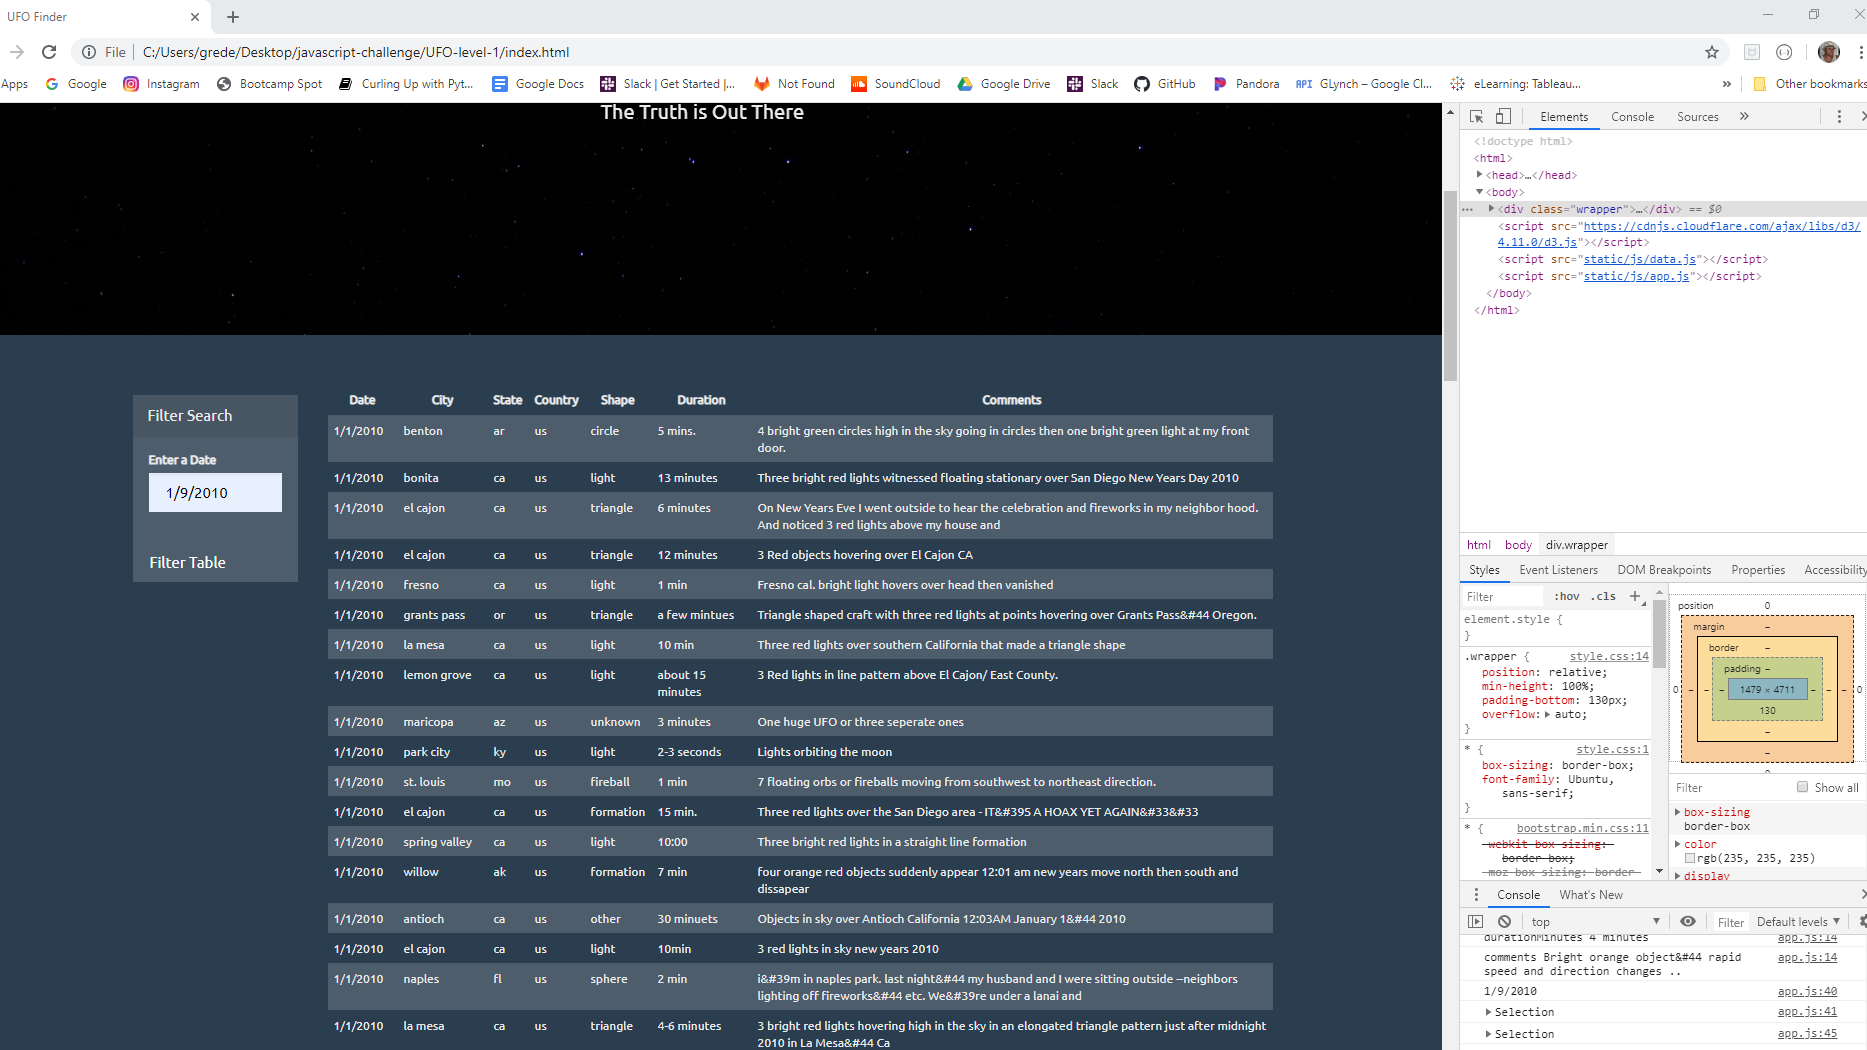 UFO Finder
File C:/Users/grede/Desktop/javascript-challenge/UFO-level-1/index.html
Apps Google Instagram Bootcamp Spot Curling Up with Pyt... Google Docs Slack | Get Started |... Not Found SoundCloud Google Drive Slack GitHub Pandora API GLynch – Google Cl... eLearning: Tableau... » Other bookmarks
The Truth is Out There
Filter Search
Enter a Date
1/9/2010
Filter Table
Date City State Country Shape Duration Comments
1/1/2010 benton ar us circle 5 mins. 4 bright green circles high in the sky going in circles then one bright green light at my front
door.
1/1/2010 bonita ca us light 13 minutes Three bright red lights witnessed floating stationary over San Diego New Years Day 2010
1/1/2010 el cajon ca us triangle 6 minutes On New Years Eve I went outside to hear the celebration and fireworks in my neighbor hood.
And noticed 3 red lights above my house and
1/1/2010 el cajon ca us triangle 12 minutes 3 Red objects hovering over El Cajon CA
1/1/2010 fresno ca us light 1 min Fresno cal. bright light hovers over head then vanished
1/1/2010 grants pass or us triangle a few mintues Triangle shaped craft with three red lights at points hovering over Grants Pass&#44 Oregon.
1/1/2010 la mesa ca us light 10 min Three red lights over southern California that made a triangle shape
1/1/2010 lemon grove ca us light about 15 minutes 3 Red lights in line pattern above El Cajon/ East County.
1/1/2010 maricopa az us unknown 3 minutes One huge UFO or three seperate ones
1/1/2010 park city ky us light 2-3 seconds Lights orbiting the moon
1/1/2010 st. louis mo us fireball 1 min 7 floating orbs or fireballs moving from southwest to northeast direction.
1/1/2010 el cajon ca us formation 15 min. Three red lights over the San Diego area - IT&#39S A HOAX YET AGAIN&#33&#33
1/1/2010 spring valley ca us light 10:00 Three bright red lights in a straight line formation
1/1/2010 willow ak us formation 7 min four orange red objects suddenly appear 12:01 am new years move north then south and
dissapear
1/1/2010 antioch ca us other 30 minuets Objects in sky over Antioch California 12:03AM January 1&#44 2010
1/1/2010 el cajon ca us light 10min 3 red lights in sky new years 2010
1/1/2010 naples fl us sphere 2 min i&#39m in naples park. last night&#44 my husband and I were sitting outside --neighbors
lighting off fireworks&#44 etc. We&#39re under a lanai and
1/1/2010 la mesa ca us triangle 4-6 minutes 3 bright red lights hovering high in the sky in an elongated triangle pattern just after midnight
2010 in La Mesa&#44 Ca
Elements Console Sources »
<!doctype html>
<html>
<head>…</head>
<body>
<div class="wrapper">…</div> == $0
<script src="https://cdnjs.cloudflare.com/ajax/libs/d3/
4.11.0/d3.js"></script>
<script src="static/js/data.js"></script>
<script src="static/js/app.js"></script>
</body>
</html>
html body div.wrapper
Styles Event Listeners DOM Breakpoints Properties Accessibility
Filter :hov .cls +
element.style {
}
.wrapper { style.css:14
position: relative;
min-height: 100%;
padding-bottom: 130px;
overflow: auto;
}
* { style.css:1
box-sizing: border-box;
font-family: Ubuntu,
sans-serif;
}
* { bootstrap.min.css:11
-webkit-box-sizing:
border-box;
-moz-box-sizing: border-
position 0
margin –
border –
padding –
0 – – – 1479 × 4711 – – – 0
130
–
–
Filter Show all
box-sizing
border-box
color
rgb(235, 235, 235)
display
Console What's New
top Filter Default levels
durationMinutes 4 minutes app.js:14
comments Bright orange object&#44 rapid app.js:14
speed and direction changes ..
1/9/2010 app.js:40
Selection app.js:41
Selection app.js:45